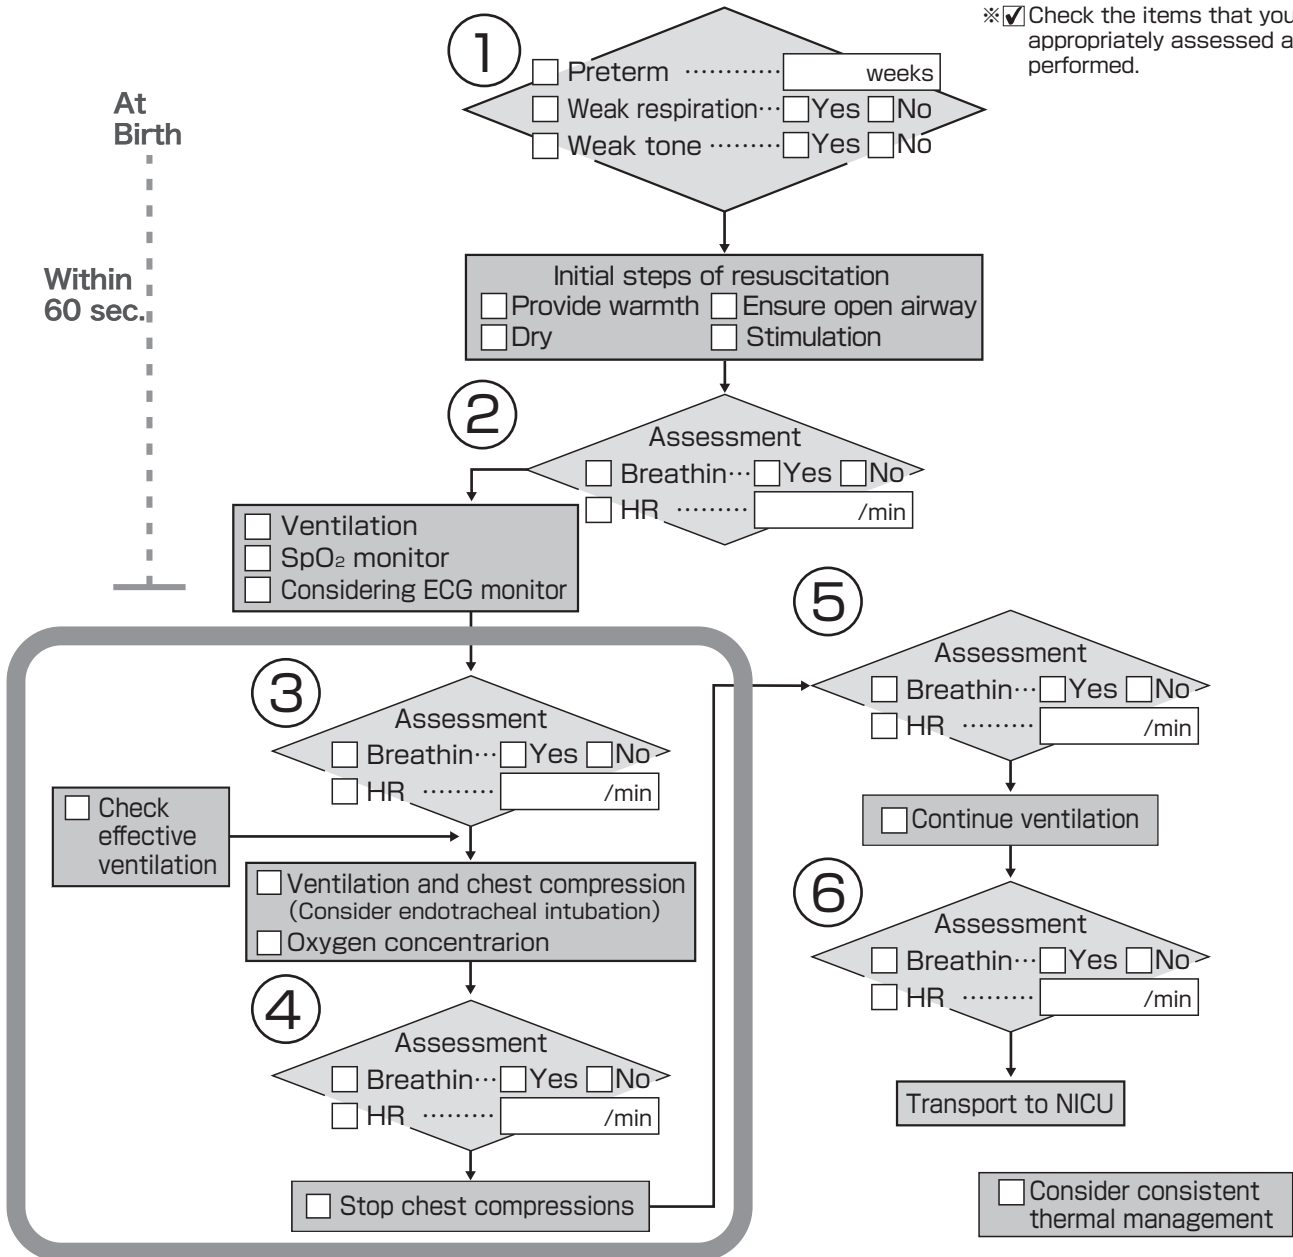 ※☑Check the items that you
appropriately assessed a
performed.
At
Birth
Within
60 sec.
①
□ Preterm ………… weeks
□ Weak respiration… □Yes □No
□ Weak tone ……… □Yes □No
Initial steps of resuscitation
□Provide warmth □Ensure open airway
□Dry □Stimulation
②
Assessment
□ Breathin… □Yes □No
□ HR ……… /min
□ Ventilation
□ SpO₂ monitor
□ Considering ECG monitor
③
Assessment
□ Breathin… □Yes □No
□ HR ……… /min
□ Check
effective
ventilation
□ Ventilation and chest compression
(Consider endotracheal intubation)
□ Oxygen concentrarion
④
Assessment
□ Breathin… □Yes □No
□ HR ……… /min
□ Stop chest compressions
⑤
Assessment
□ Breathin… □Yes □No
□ HR ……… /min
□ Continue ventilation
⑥
Assessment
□ Breathin… □Yes □No
□ HR ……… /min
Transport to NICU
□ Consider consistent
thermal management